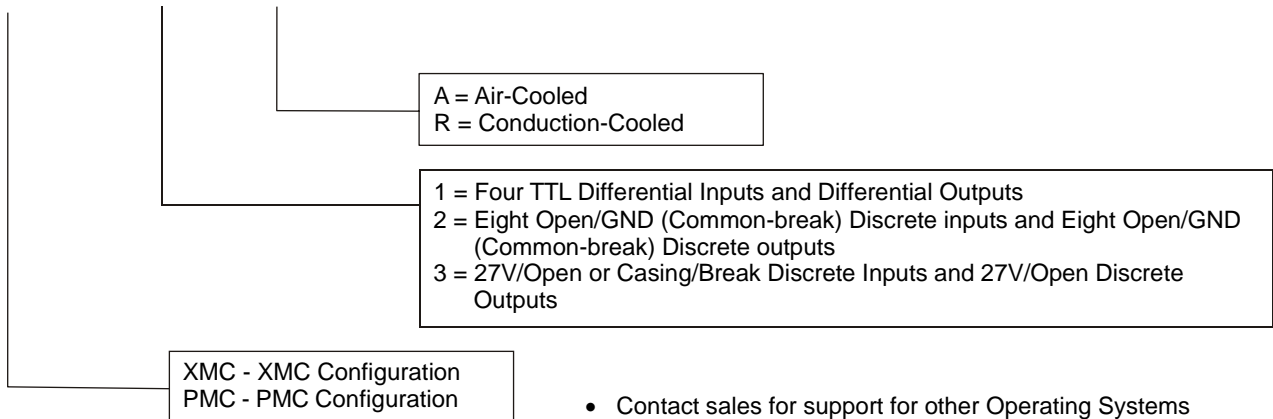 A = Air-Cooled
R = Conduction-Cooled
1 = Four TTL Differential Inputs and Differential Outputs
2 = Eight Open/GND (Common-break) Discrete inputs and Eight Open/GND
(Common-break) Discrete outputs
3 = 27V/Open or Casing/Break Discrete Inputs and 27V/Open Discrete
Outputs
XMC - XMC Configuration
PMC - PMC Configuration
• Contact sales for support for other Operating Systems